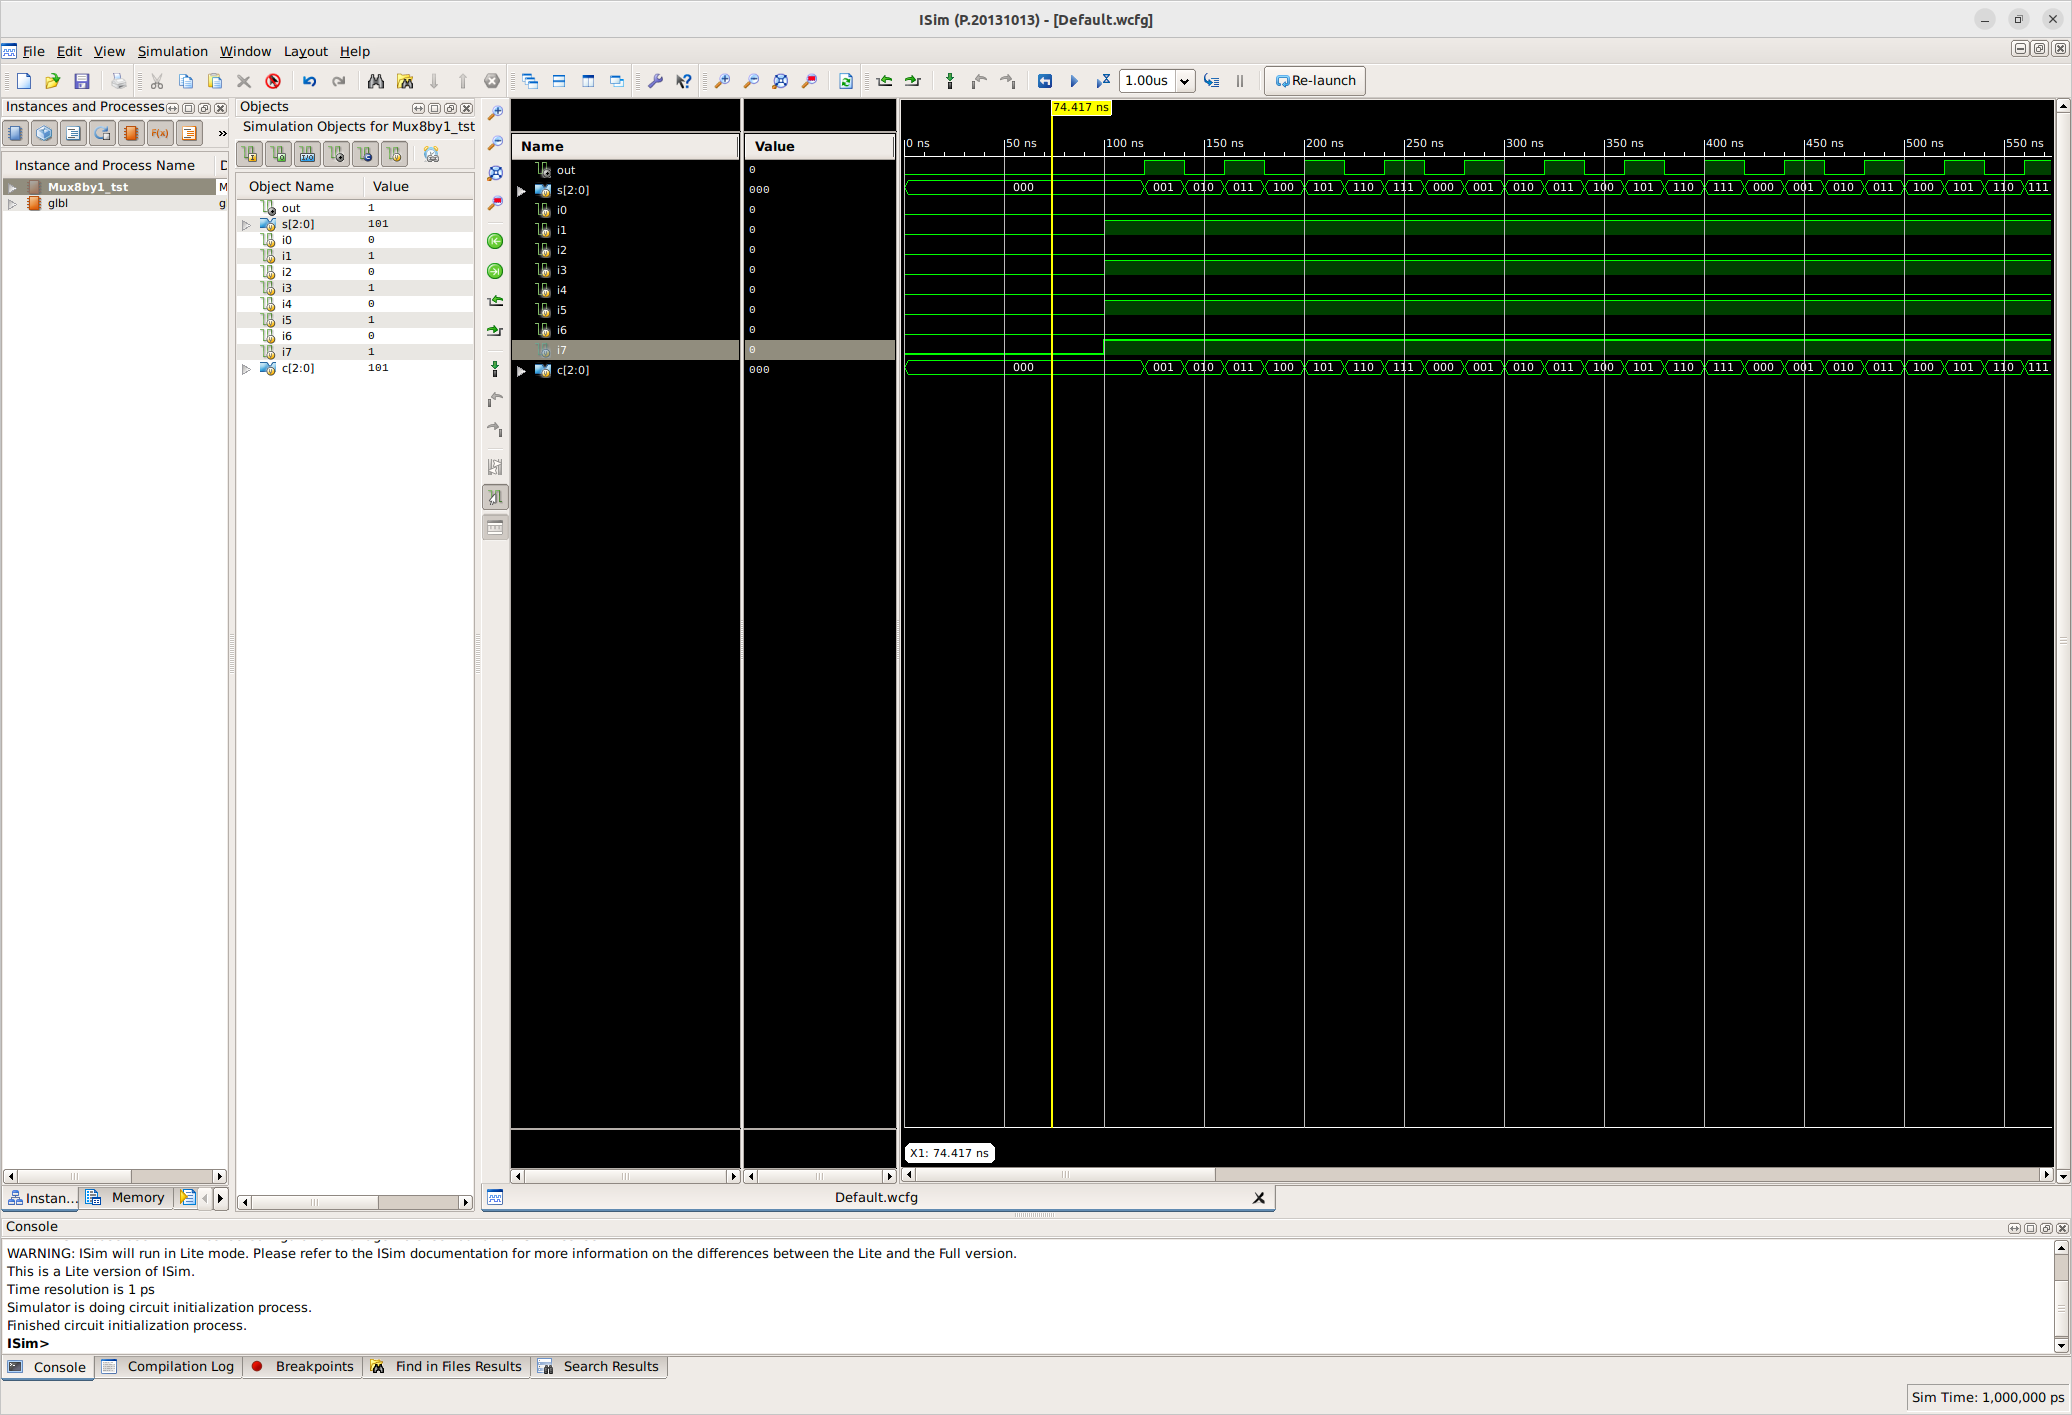 ISim (P.20131013) - [Default.wcfg]
File Edit View Simulation Window Layout Help
1.00us
Re-launch
Instances and Processes
»
Instance and Process Name
Mux8by1_tst M
glbl g
Instan...
Memory
Objects
Simulation Objects for Mux8by1_tst
Object Name Value
out 1
s[2:0] 101
i0 0
i1 1
i2 0
i3 1
i4 0
i5 1
i6 0
i7 1
c[2:0] 101
Name Value
out 0
s[2:0] 000
i0 0
i1 0
i2 0
i3 0
i4 0
i5 0
i6 0
i7 0
c[2:0] 000
74.417 ns
0 ns 50 ns 100 ns 150 ns 200 ns 250 ns 300 ns 350 ns 400 ns 450 ns 500 ns 550 ns
000 001 010 011 100 101 110 111 000 001 010 011 100 101 110 111 000 001 010 011 100 101 110 111
000 001 010 011 100 101 110 111 000 001 010 011 100 101 110 111 000 001 010 011 100 101 110 111
X1: 74.417 ns
Default.wcfg
Console
WARNING: ISim will run in Lite mode. Please refer to the ISim documentation for more information on the differences between the Lite and the Full version.
This is a Lite version of ISim.
Time resolution is 1 ps
Simulator is doing circuit initialization process.
Finished circuit initialization process.
ISim>
Console Compilation Log Breakpoints Find in Files Results Search Results
Sim Time: 1,000,000 ps